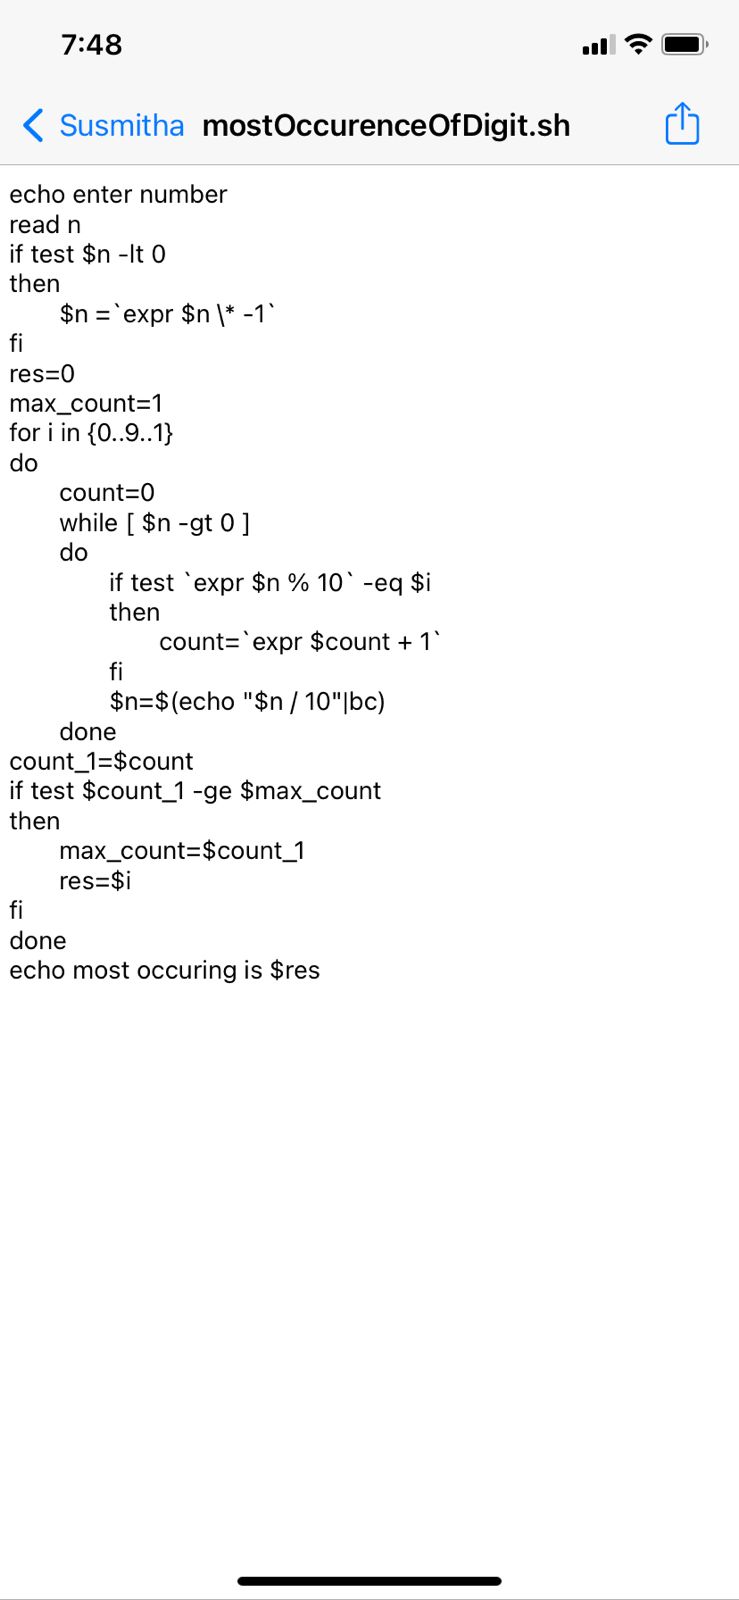 7:48
Susmitha mostOccurenceOfDigit.sh
echo enter number
read n
if test $n -lt 0
then
$n =`expr $n \* -1`
fi
res=0
max_count=1
for i in {0..9..1}
do
count=0
while [ $n -gt 0 ]
do
if test `expr $n % 10` -eq $i
then
count=`expr $count + 1`
fi
$n=$(echo "$n / 10"|bc)
done
count_1=$count
if test $count_1 -ge $max_count
then
max_count=$count_1
res=$i
fi
done
echo most occuring is $res